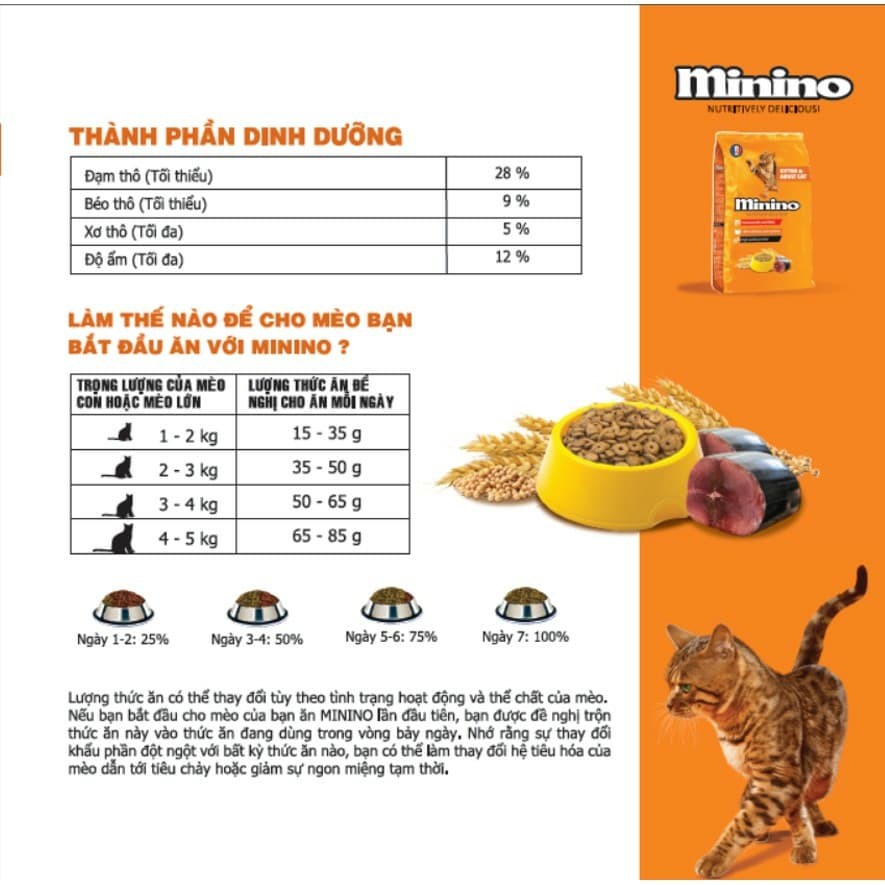 minino
NUTRITIVELY DELICIOUS!
THÀNH PHẦN DINH DƯỠNG
Đạm thô (Tối thiểu) 28 %
Béo thô (Tối thiểu) 9 %
Xơ thô (Tối đa) 5 %
Độ ẩm (Tối đa) 12 %
KITTEN &
ADULT CAT
minino
LÀM THẾ NÀO ĐỂ CHO MÈO BẠN
BẮT ĐẦU ĂN VỚI MININO ?
TRỌNG LƯỢNG CỦA MÈO
CON HOẶC MÈO LỚN
LƯỢNG THỨC ĂN ĐỀ
NGHỊ CHO ĂN MỖI NGÀY
1 - 2 kg 15 - 35 g
2 - 3 kg 35 - 50 g
3 - 4 kg 50 - 65 g
4 - 5 kg 65 - 85 g
Ngày 1-2: 25% Ngày 3-4: 50% Ngày 5-6: 75% Ngày 7: 100%
Lượng thức ăn có thể thay đổi tùy theo tình trạng hoạt động và thể chất của mèo.
Nếu bạn bắt đầu cho mèo của bạn ăn MININO lần đầu tiên, bạn được đề nghị trộn
thức ăn này vào thức ăn đang dùng trong vòng bảy ngày. Nhớ rằng sự thay đổi
khẩu phần đột ngột với bất kỳ thức ăn nào, bạn có thể làm thay đổi hệ tiêu hóa của
mèo dẫn tới tiêu chảy hoặc giảm sự ngon miệng tạm thời.